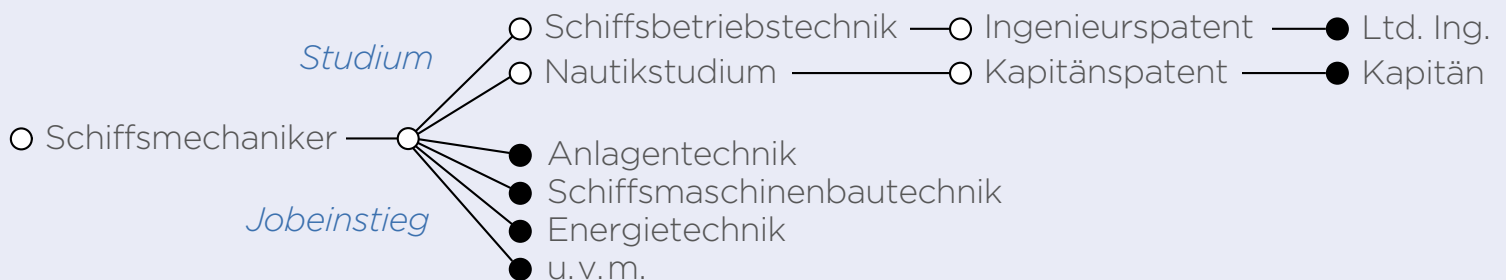 Studium
Schiffsbetriebstechnik Ingenieurspatent Ltd. Ing.
Nautikstudium Kapitänspatent Kapitän
Schiffsmechaniker
Anlagentechnik
Schiffsmaschinenbautechnik
Jobeinstieg
Energietechnik
u.v.m.